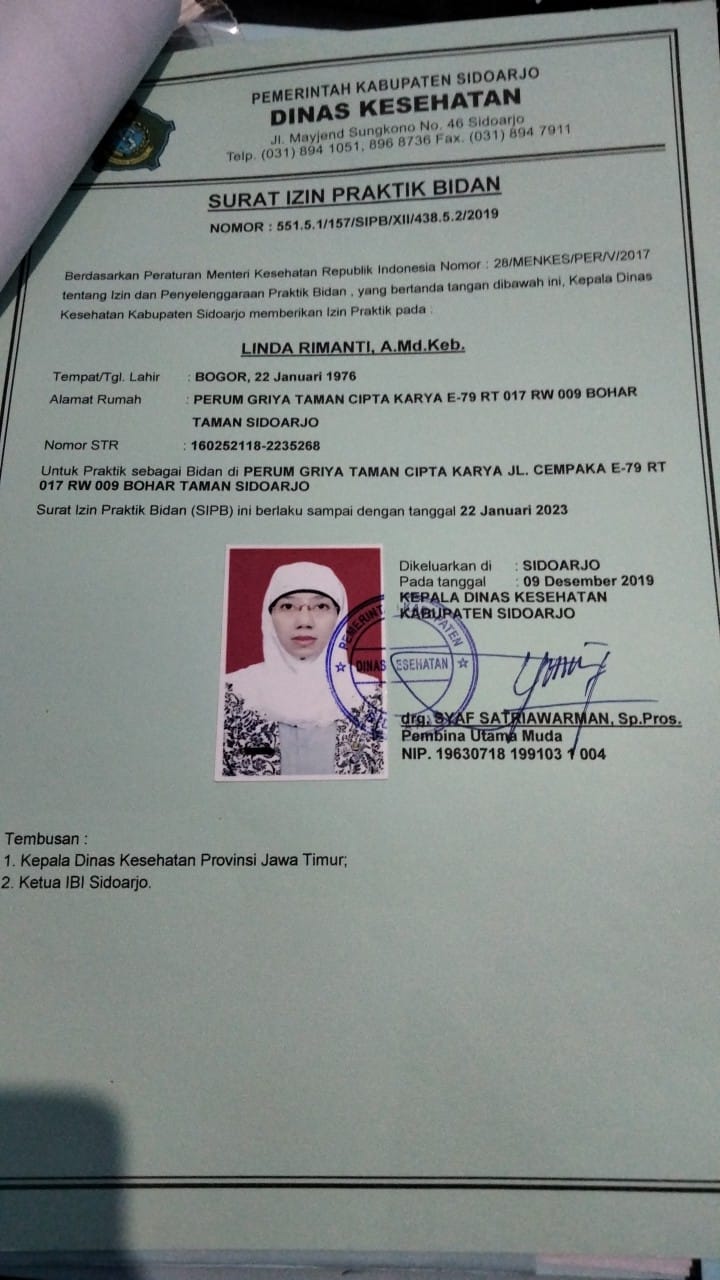 PEMERINTAH KABUPATEN SIDOARJO
DINAS KESEHATAN
Jl. Mayjend Sungkono No. 46 Sidoarjo
Telp. (031) 894 1051, 896 8736 Fax. (031) 894 7911
SURAT IZIN PRAKTIK BIDAN
NOMOR : 551.5.1/157/SIPB/XII/438.5.2/2019
Berdasarkan Peraturan Menteri Kesehatan Republik Indonesia Nomor : 28/MENKES/PER/V/2017
tentang Izin dan Penyelenggaraan Praktik Bidan , yang bertanda tangan dibawah ini, Kepala Dinas
Kesehatan Kabupaten Sidoarjo memberikan Izin Praktik pada :
LINDA RIMANTI, A.Md.Keb.
Tempat/Tgl. Lahir : BOGOR, 22 Januari 1976
Alamat Rumah : PERUM GRIYA TAMAN CIPTA KARYA E-79 RT 017 RW 009 BOHAR
TAMAN SIDOARJO
Nomor STR : 160252118-2235268
Untuk Praktik sebagai Bidan di PERUM GRIYA TAMAN CIPTA KARYA JL. CEMPAKA E-79 RT
017 RW 009 BOHAR TAMAN SIDOARJO
Surat Izin Praktik Bidan (SIPB) ini berlaku sampai dengan tanggal 22 Januari 2023
Dikeluarkan di : SIDOARJO
Pada tanggal : 09 Desember 2019
KEPALA DINAS KESEHATAN
KABUPATEN SIDOARJO
PEMERINTAH KABUPATEN
DINAS KESEHATAN
drg. SYAF SATRIAWARMAN, Sp.Pros.
Pembina Utama Muda
NIP. 19630718 199103 1 004
Tembusan :
1. Kepala Dinas Kesehatan Provinsi Jawa Timur;
2. Ketua IBI Sidoarjo.